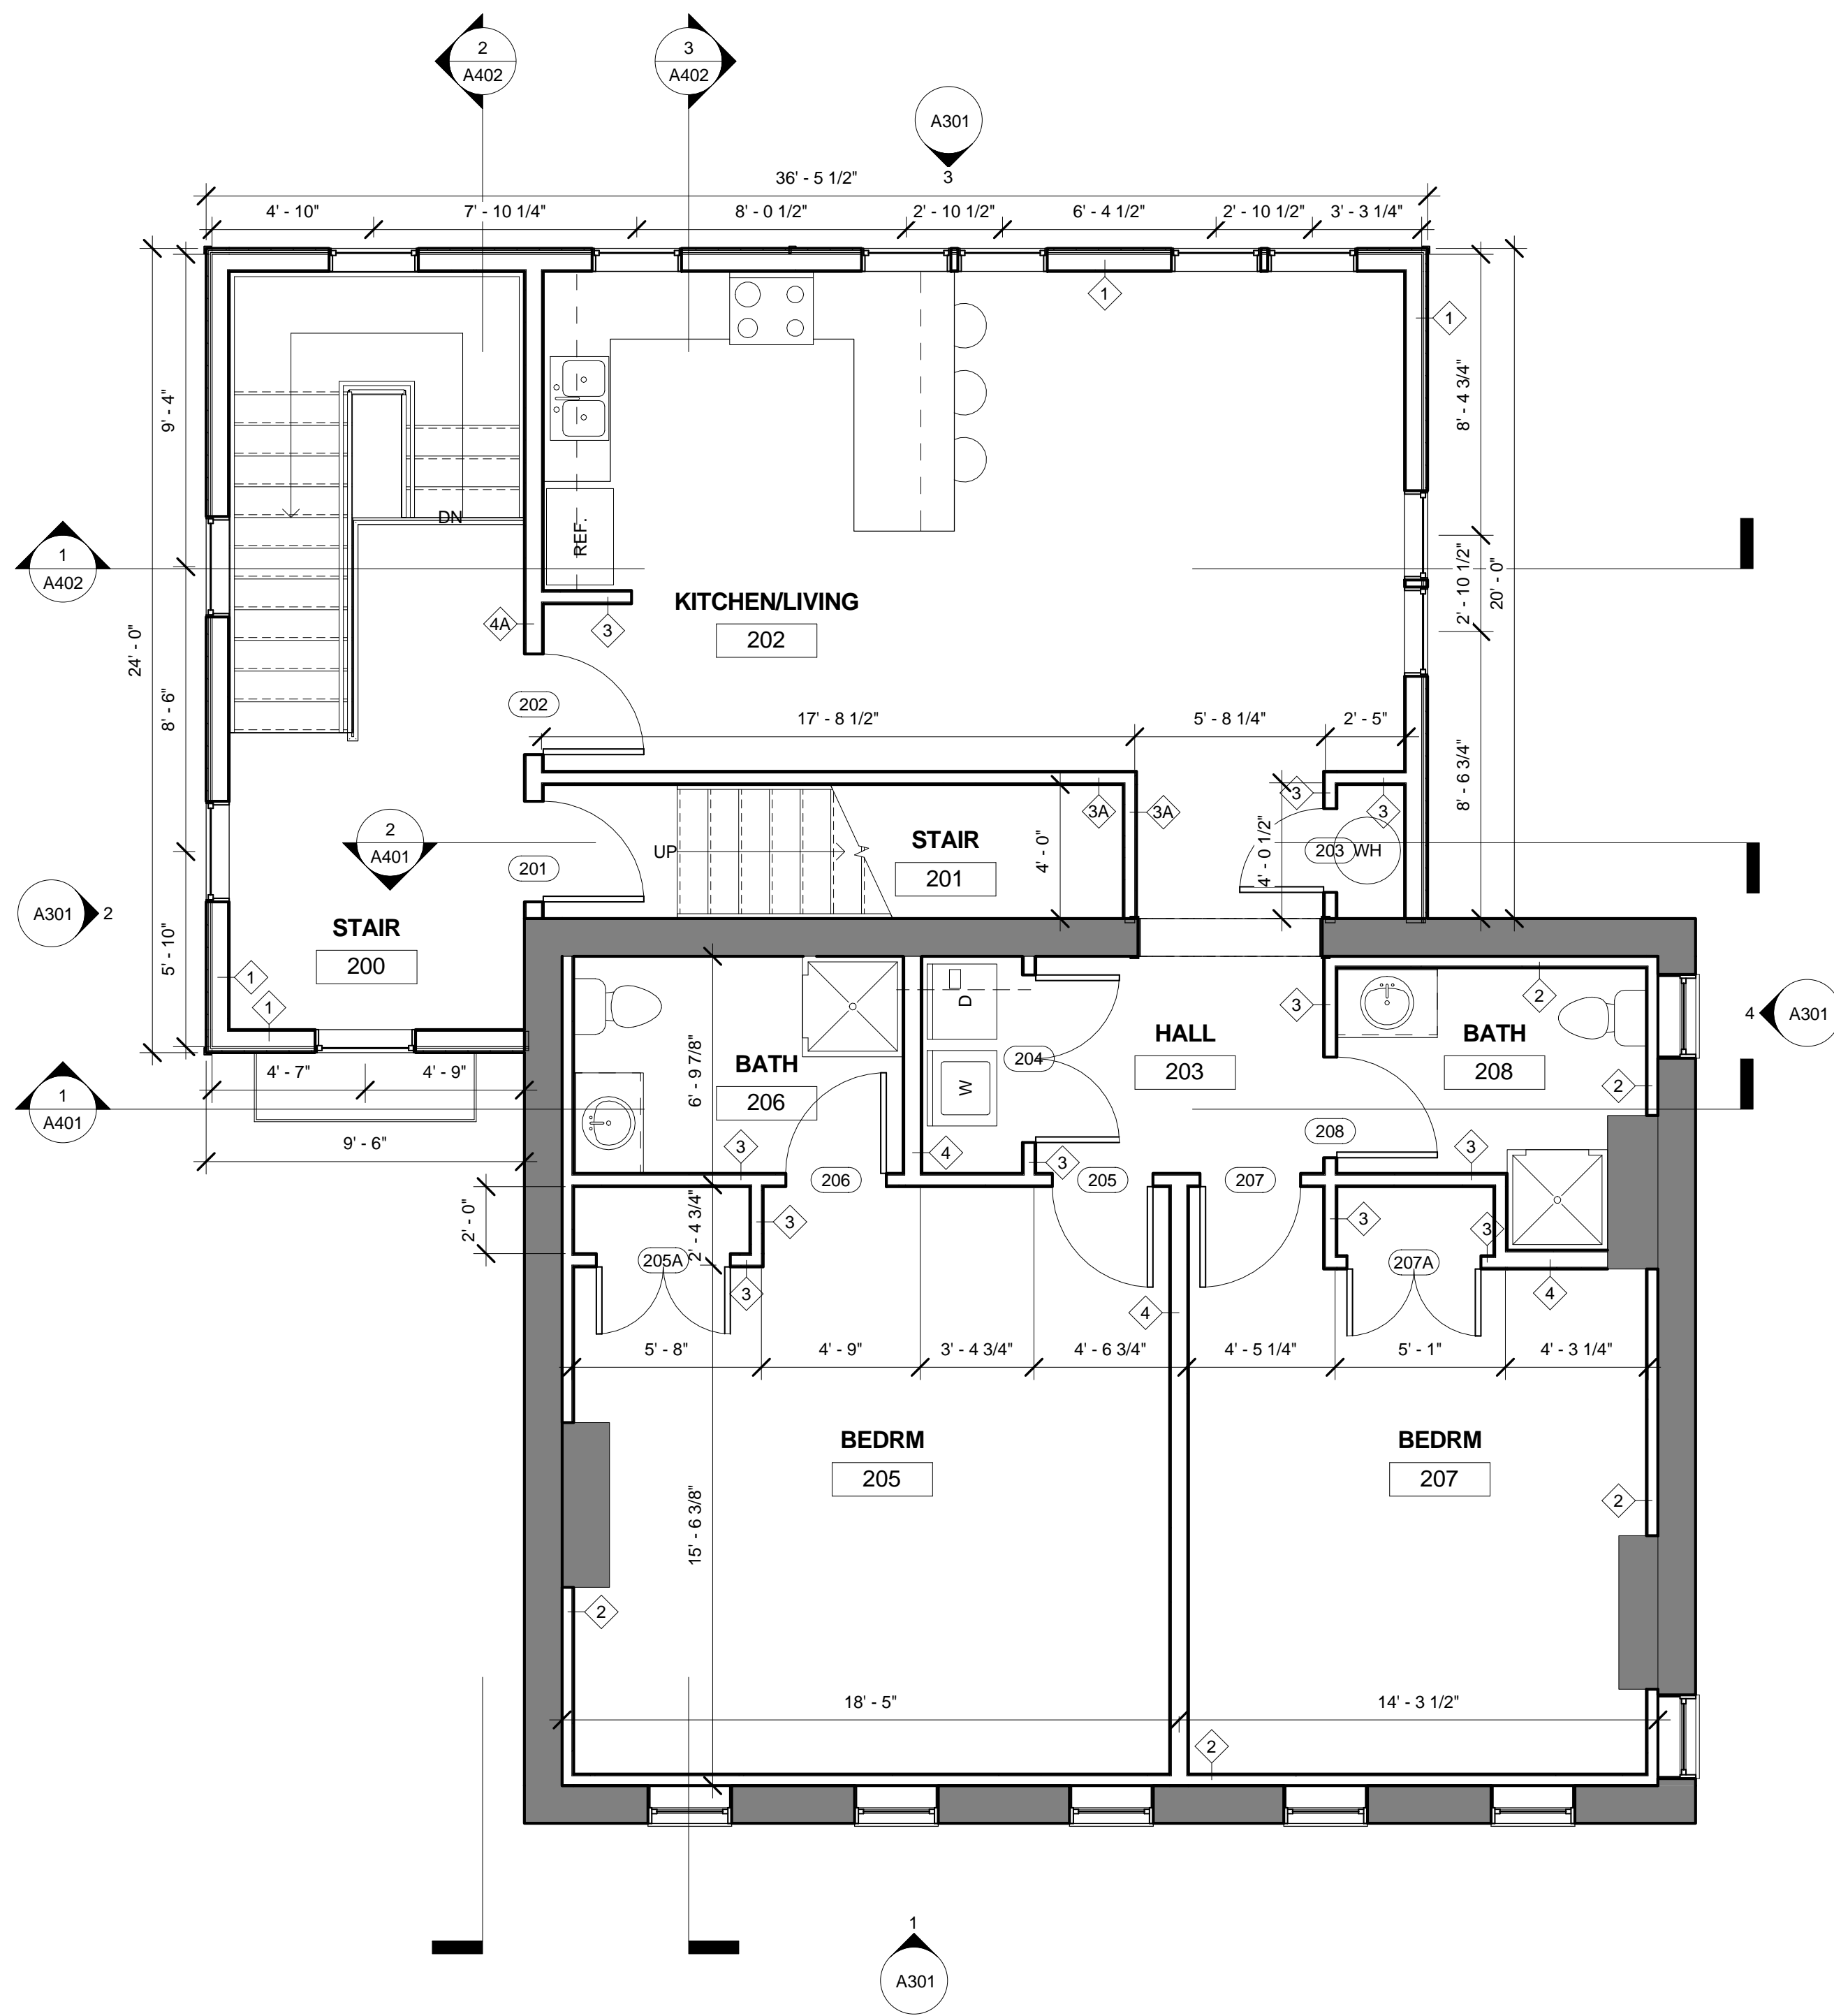 2
A402
3
A402
A301
3
36' - 5 1/2"
4' - 10"
7' - 10 1/4"
8' - 0 1/2"
2' - 10 1/2"
6' - 4 1/2"
2' - 10 1/2"
3' - 3 1/4"
1
1
9' - 4"
8' - 4 3/4"
DN
REF.
1
A402
2' - 10 1/2"
20' - 0"
KITCHEN/LIVING
202
4A
3
24' - 0"
8' - 6"
202
17' - 8 1/2"
5' - 8 1/4"
2' - 5"
8' - 6 3/4"
3
3
3A
3A
2
A401
UP
STAIR
201
4' - 0"
4' - 0 1/2"
203
WH
201
A301
2
STAIR
200
5' - 10"
1
1
D
3
2
4
A301
HALL
203
BATH
208
204
W
BATH
206
6' - 9 7/8"
2
4' - 7"
4' - 9"
1
A401
9' - 6"
3
4
3
208
3
206
205
207
2' - 0"
2' - 4 3/4"
3
3
3
205A
207A
3
4
4
5' - 8"
4' - 9"
3' - 4 3/4"
4' - 6 3/4"
4' - 5 1/4"
5' - 1"
4' - 3 1/4"
BEDRM
205
BEDRM
207
15' - 6 3/8"
2
2
18' - 5"
14' - 3 1/2"
2
1
A301